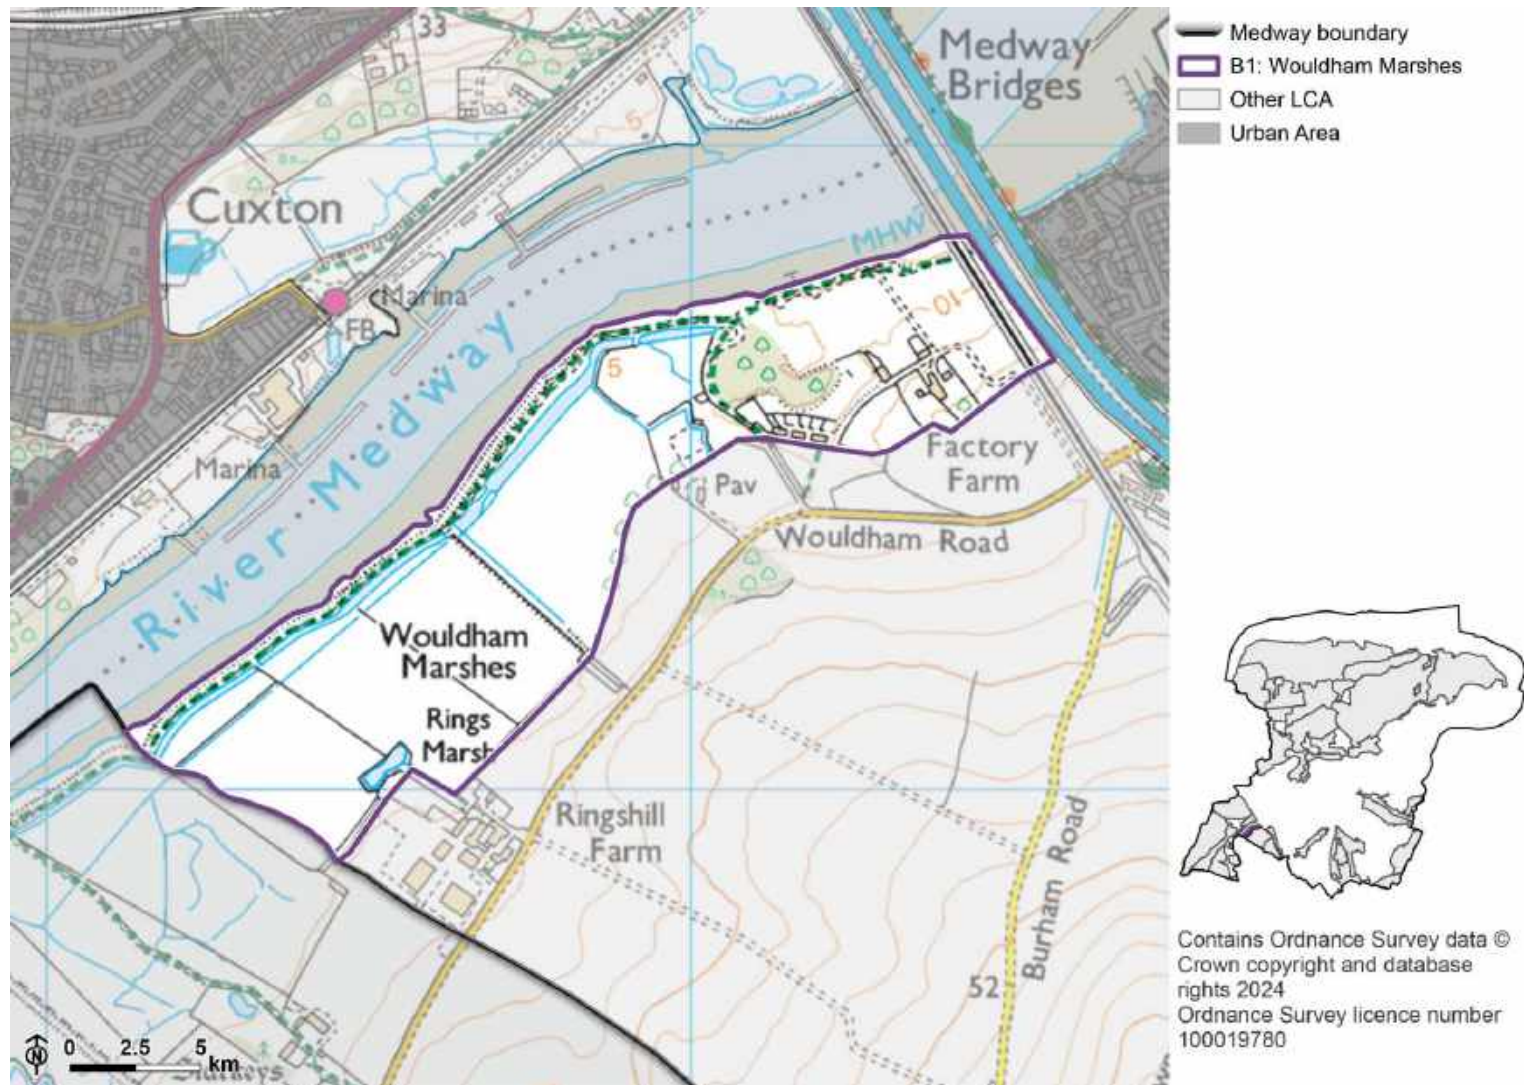 33
Medway
Bridges
Cuxton
MHW
Marina
FB
10
5
5
River Medway
Marina
Factory
Farm
Pav
Wouldham Road
Wouldham
Marshes
Rings
Marsh
Ringshill
Farm
Burham Road
52
N
0 2.5 5
km
Medway boundary
B1: Wouldham Marshes
Other LCA
Urban Area
Contains Ordnance Survey data ©
Crown copyright and database
rights 2024
Ordnance Survey licence number
100019780